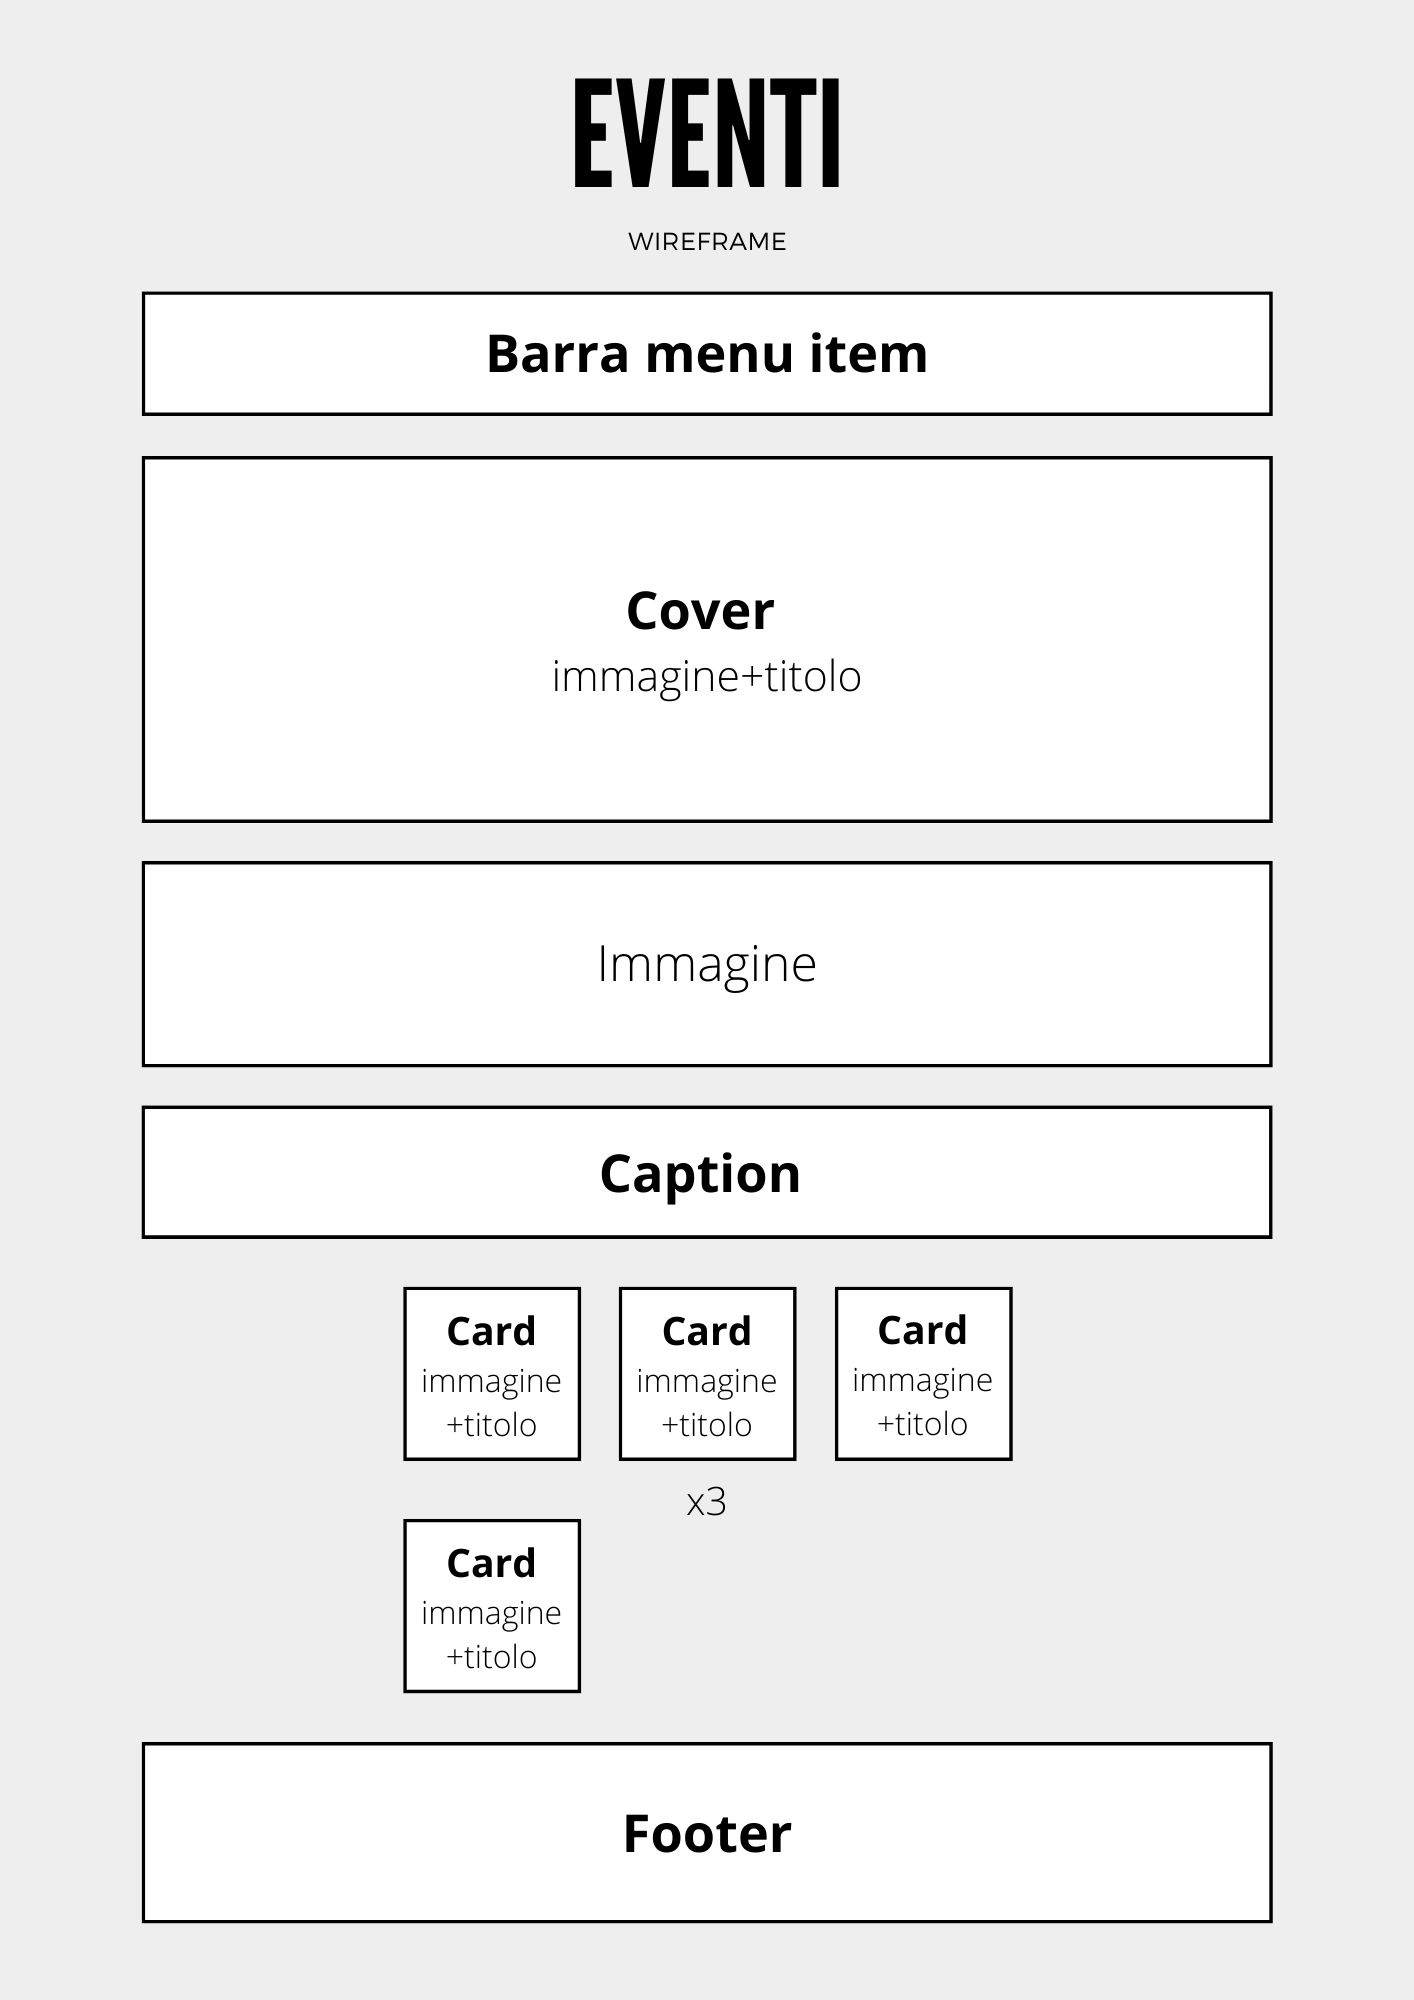 EVENTI
WIREFRAME
Barra menu item
Cover
immagine+titolo
Immagine
Caption
Card
immagine
+titolo
Card
immagine
+titolo
Card
immagine
+titolo
x3
Card
immagine
+titolo
Footer